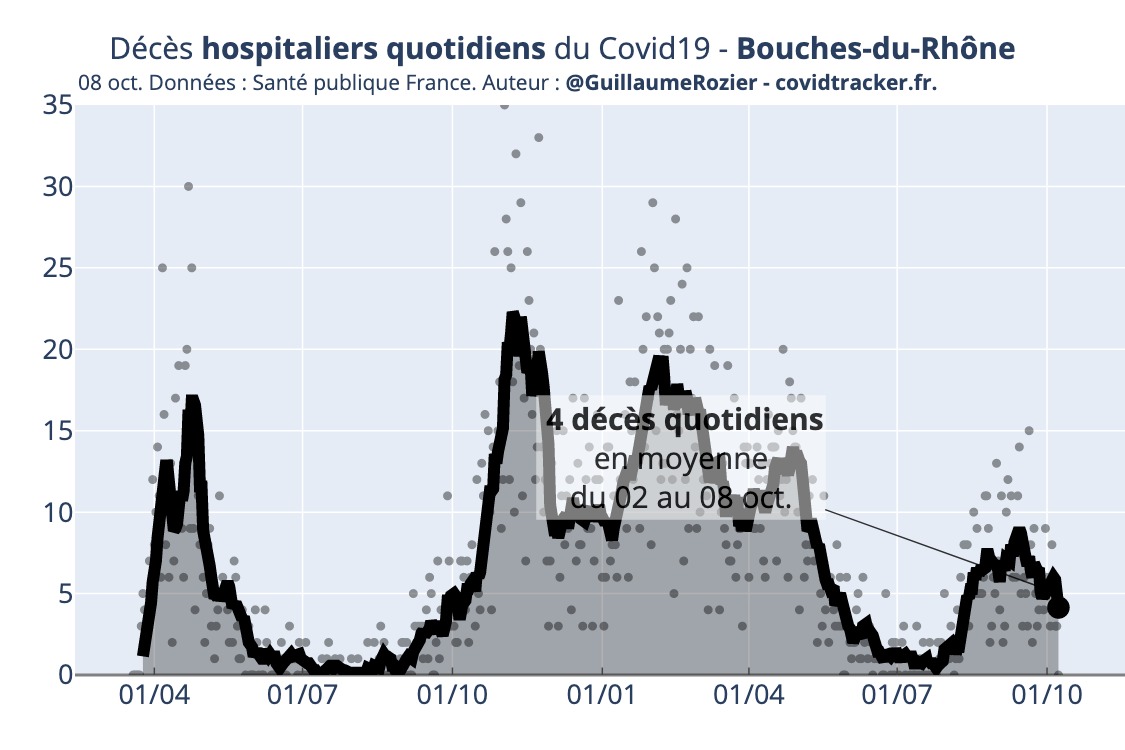 Décès hospitaliers quotidiens du Covid19 - Bouches-du-Rhône
08 oct. Données : Santé publique France. Auteur : @GuillaumeRozier - covidtracker.fr.
35
30
25
20
15
10
5
0
4 décès quotidiens
en moyenne
du 02 au 08 oct.
01/04 01/07 01/10 01/01 01/04 01/07 01/10